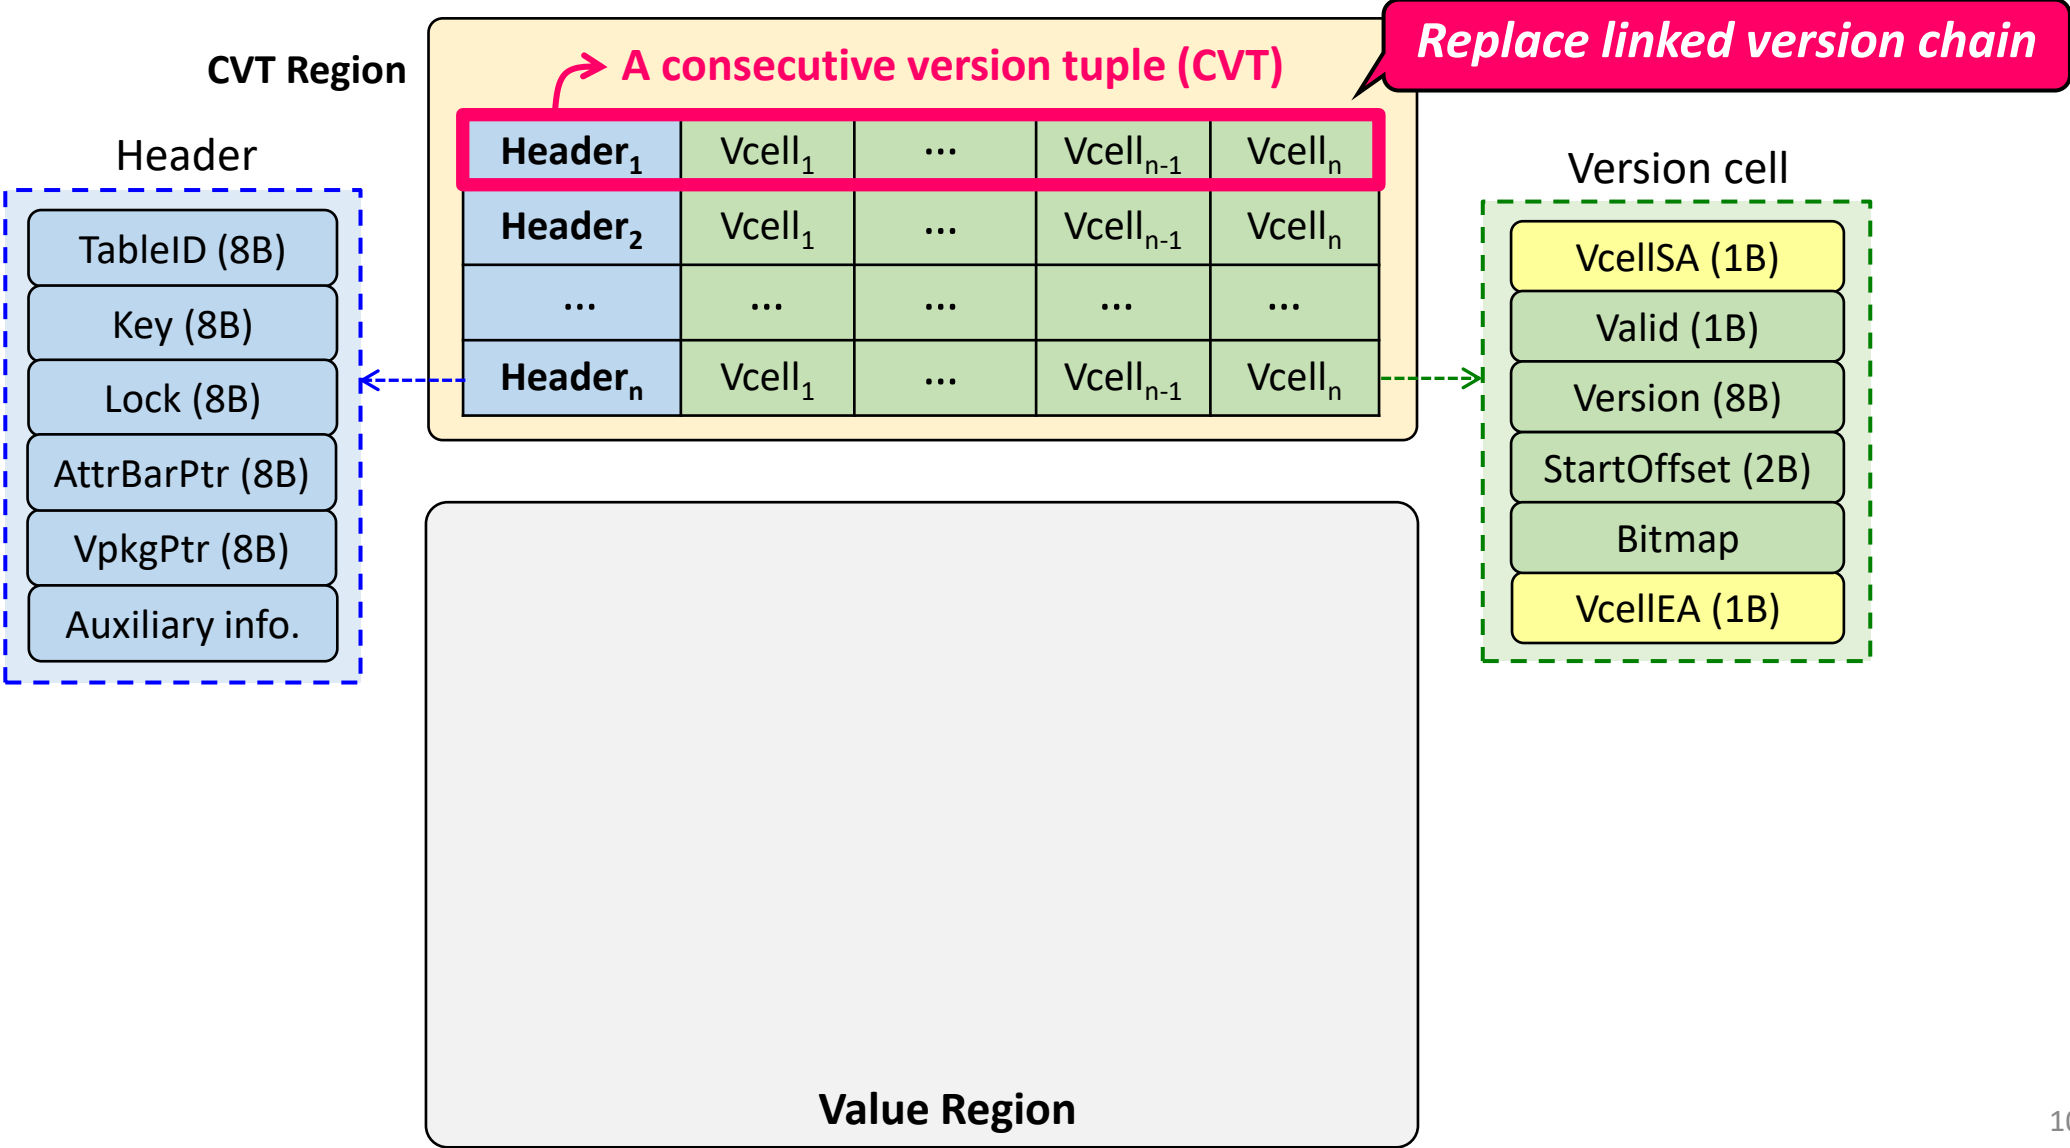 Replace linked version chain
CVT Region
A consecutive version tuple (CVT)
Header₁ Vcell₁ ... Vcellₙ₋₁ Vcellₙ
Header₂ Vcell₁ ... Vcellₙ₋₁ Vcellₙ
... ... ... ... ...
Headerₙ Vcell₁ ... Vcellₙ₋₁ Vcellₙ
Header
TableID (8B)
Key (8B)
Lock (8B)
AttrBarPtr (8B)
VpkgPtr (8B)
Auxiliary info.
Version cell
VcellSA (1B)
Valid (1B)
Version (8B)
StartOffset (2B)
Bitmap
VcellEA (1B)
Value Region